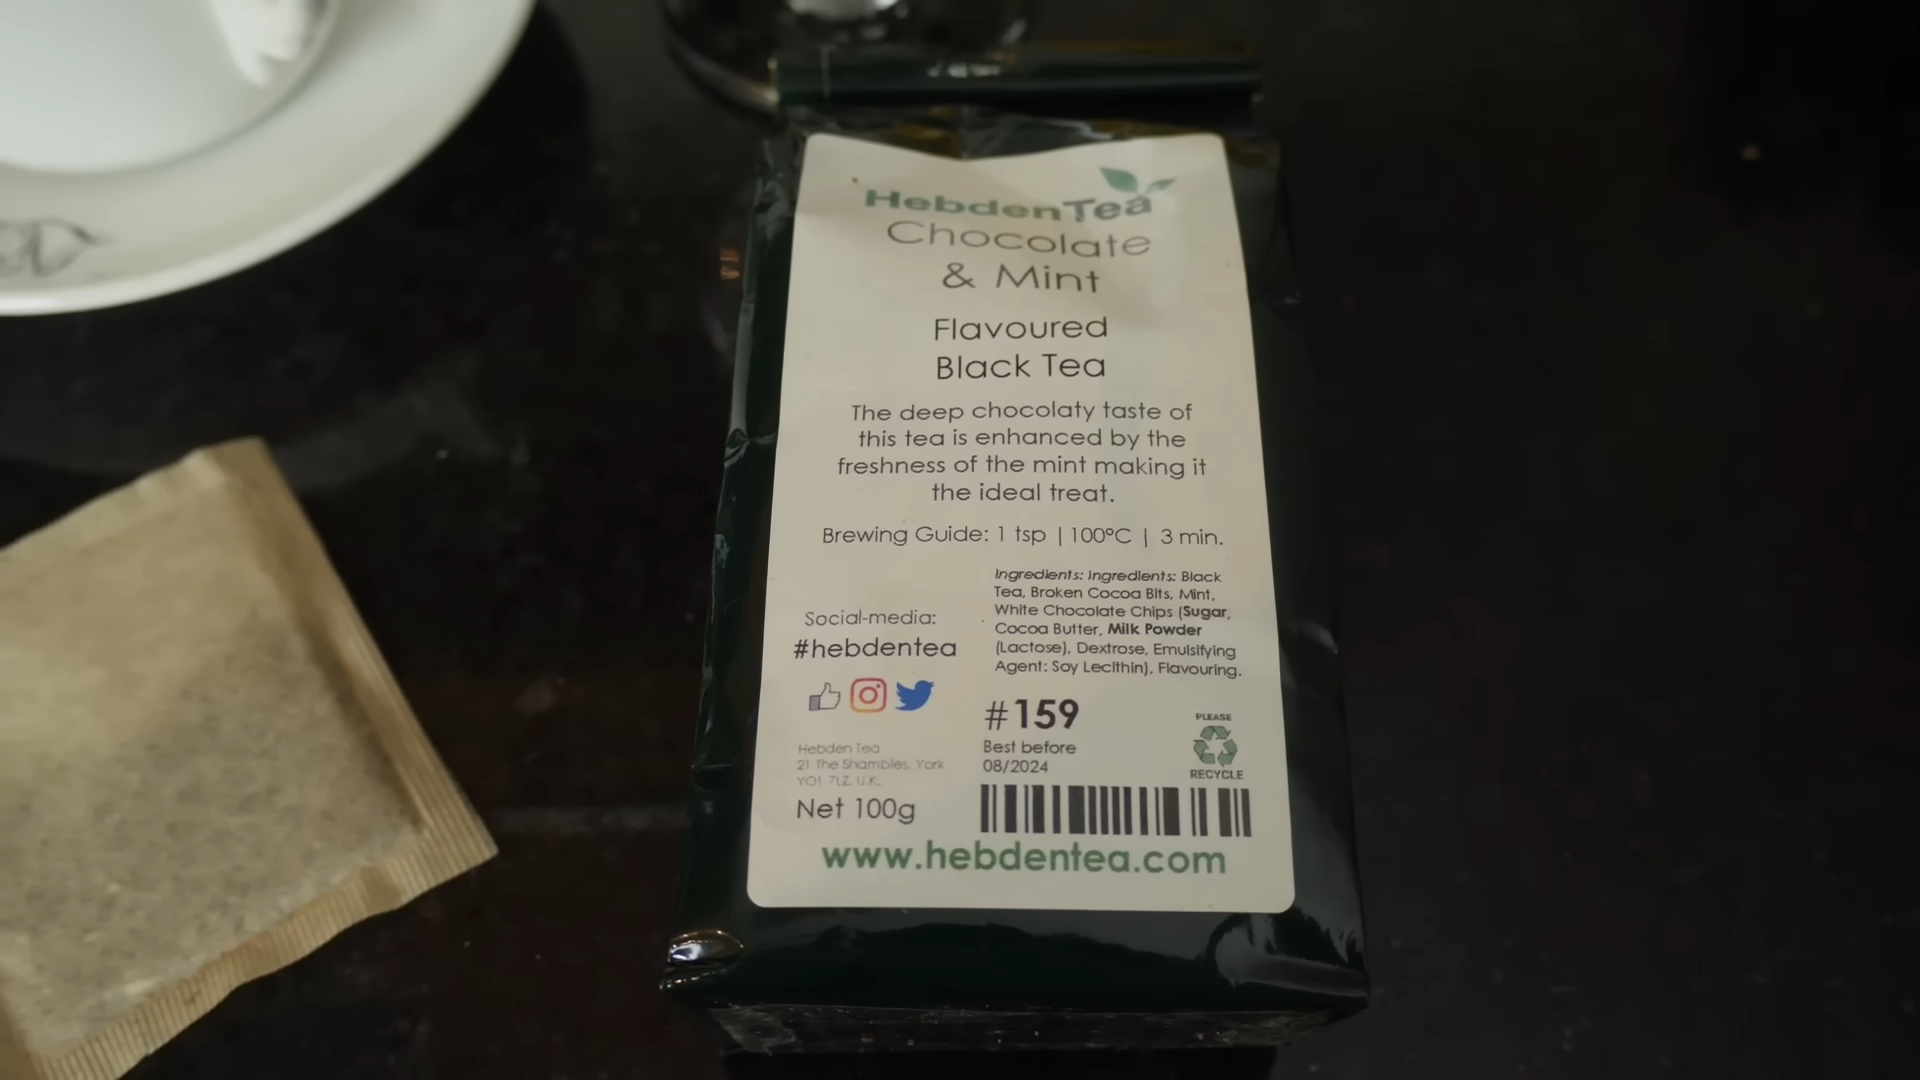 HebdenTea
Chocolate
& Mint
Flavoured
Black Tea
The deep chocolaty taste of
this tea is enhanced by the
freshness of the mint making it
the ideal treat.
Brewing Guide: 1 tsp | 100°C | 3 min.
Ingredients: Ingredients: Black
Tea, Broken Cocoa Bits, Mint,
White Chocolate Chips (Sugar,
Cocoa Butter, Milk Powder
(Lactose), Dextrose, Emulsifying
Agent: Soy Lecithin), Flavouring.
Social-media:
#hebdentea
#159
Best before
08/2024
PLEASE
RECYCLE
Hebden Tea
21 The Shambles, York
YO1 7LZ, U.K.
Net 100g
www.hebdentea.com